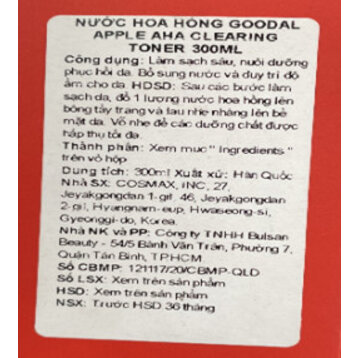 NƯỚC HOA HỒNG GOODAL
APPLE AHA CLEARING
TONER 300ML
Công dụng: Làm sạch sâu, nuôi dưỡng
phục hồi da. Bổ sung nước và duy trì độ
ẩm cho da. HDSD: Sau các bước làm
sạch da, đổ 1 lượng nước hoa hồng lên
bông tẩy trang và lau nhẹ nhàng lên bề
mặt da. Vỗ nhẹ để các dưỡng chất được
hấp thụ tối đa.
Thành phần: Xem mục " Ingredients "
trên vỏ hộp
Dung tích: 300ml Xuất xứ: Hàn Quốc
Nhà SX: COSMAX, INC, 27,
Jeyakgongdan 1-gil 46, Jeyakgongdan
2-gil, Hyangnam-eup, Hwaseong-si,
Gyeonggi-do, Korea.
Nhà NK và PP: Công ty TNHH Bulsan
Beauty - 54/5 Bành Văn Trân, Phường 7,
Quận Tân Bình, TPHCM
Số CBMP: 121117/20/CBMP-QLD
Số LSX: Xem trên sản phẩm
HSD: Xem trên sản phẩm
NSX: Trước HSD 36 tháng